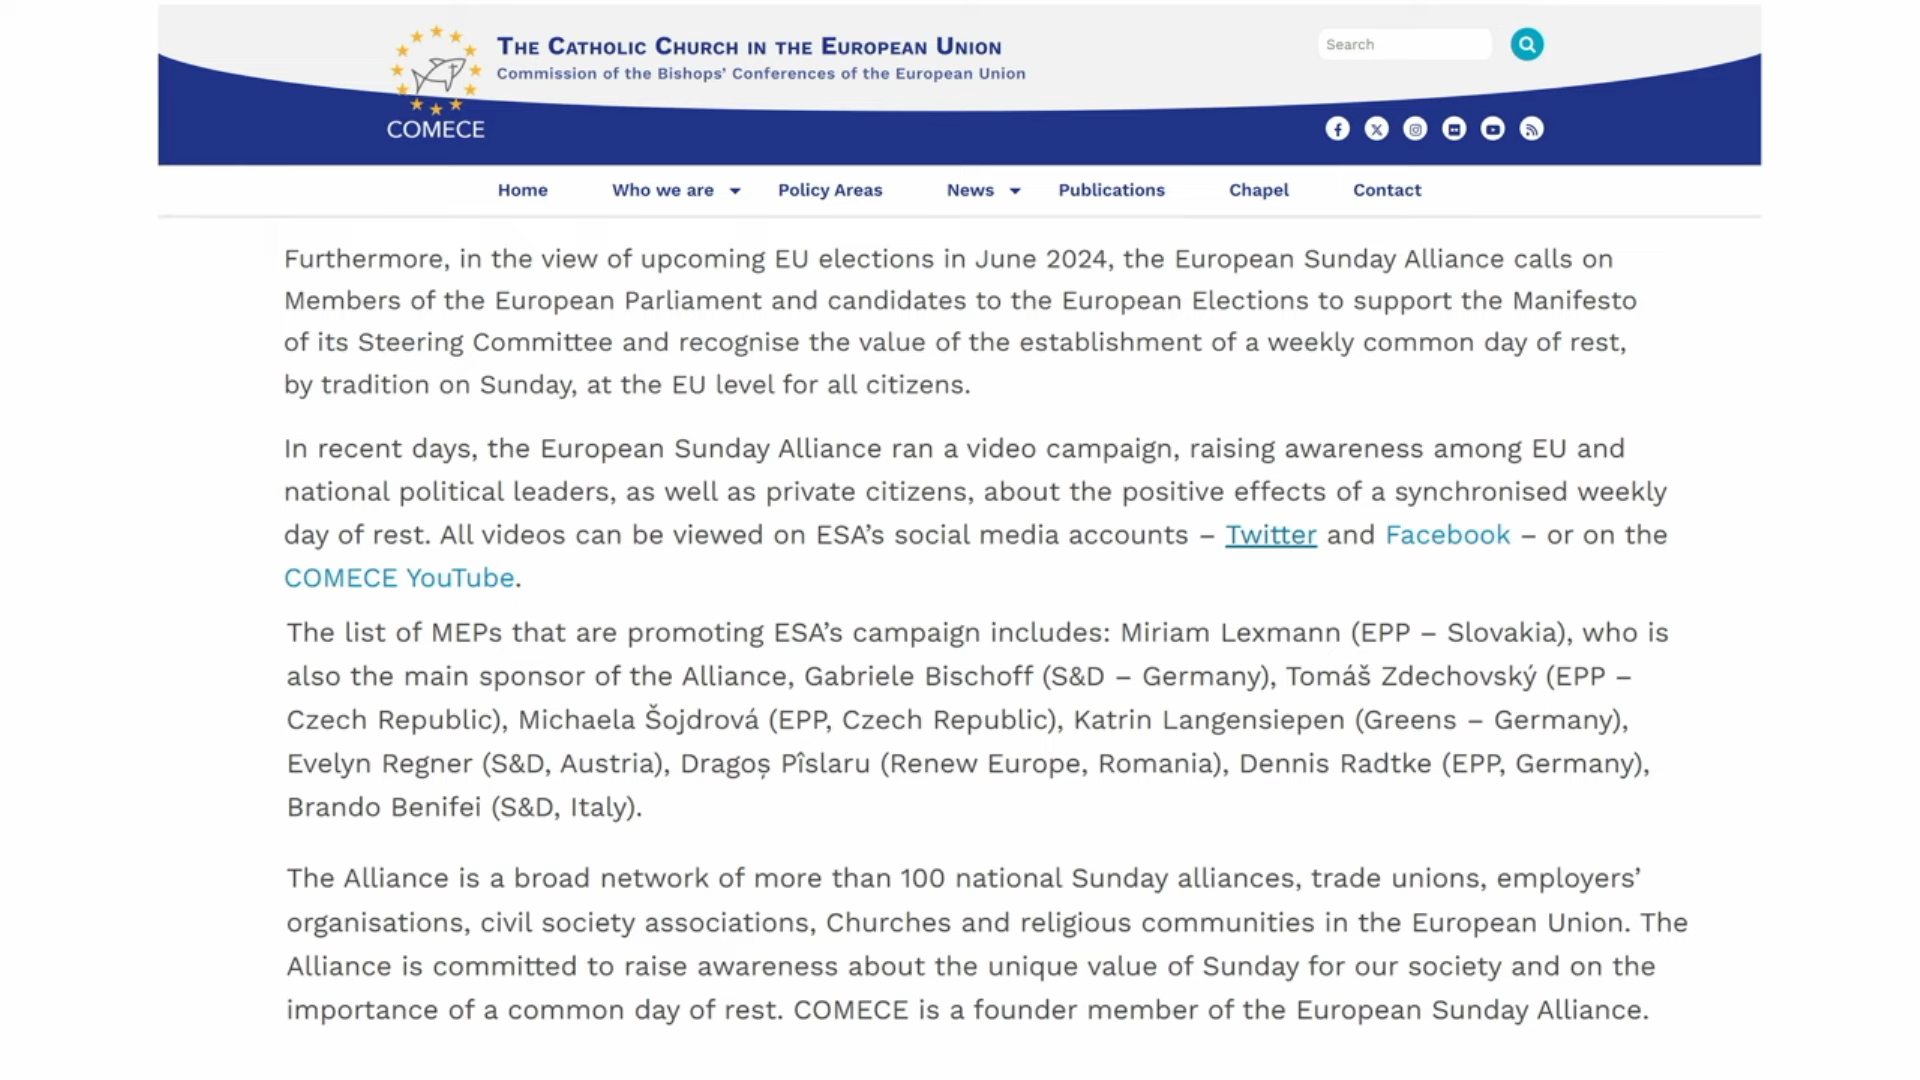 THE CATHOLIC CHURCH IN THE EUROPEAN UNION
Commission of the Bishops' Conferences of the European Union
COMECE
Search
Home Who we are Policy Areas News Publications Chapel Contact
Furthermore, in the view of upcoming EU elections in June 2024, the European Sunday Alliance calls on
Members of the European Parliament and candidates to the European Elections to support the Manifesto
of its Steering Committee and recognise the value of the establishment of a weekly common day of rest,
by tradition on Sunday, at the EU level for all citizens.
In recent days, the European Sunday Alliance ran a video campaign, raising awareness among EU and
national political leaders, as well as private citizens, about the positive effects of a synchronised weekly
day of rest. All videos can be viewed on ESA’s social media accounts – Twitter and Facebook – or on the
COMECE YouTube.
The list of MEPs that are promoting ESA’s campaign includes: Miriam Lexmann (EPP – Slovakia), who is
also the main sponsor of the Alliance, Gabriele Bischoff (S&D – Germany), Tomáš Zdechovský (EPP –
Czech Republic), Michaela Šojdrová (EPP, Czech Republic), Katrin Langensiepen (Greens – Germany),
Evelyn Regner (S&D, Austria), Dragoș Pîslaru (Renew Europe, Romania), Dennis Radtke (EPP, Germany),
Brando Benifei (S&D, Italy).
The Alliance is a broad network of more than 100 national Sunday alliances, trade unions, employers’
organisations, civil society associations, Churches and religious communities in the European Union. The
Alliance is committed to raise awareness about the unique value of Sunday for our society and on the
importance of a common day of rest. COMECE is a founder member of the European Sunday Alliance.